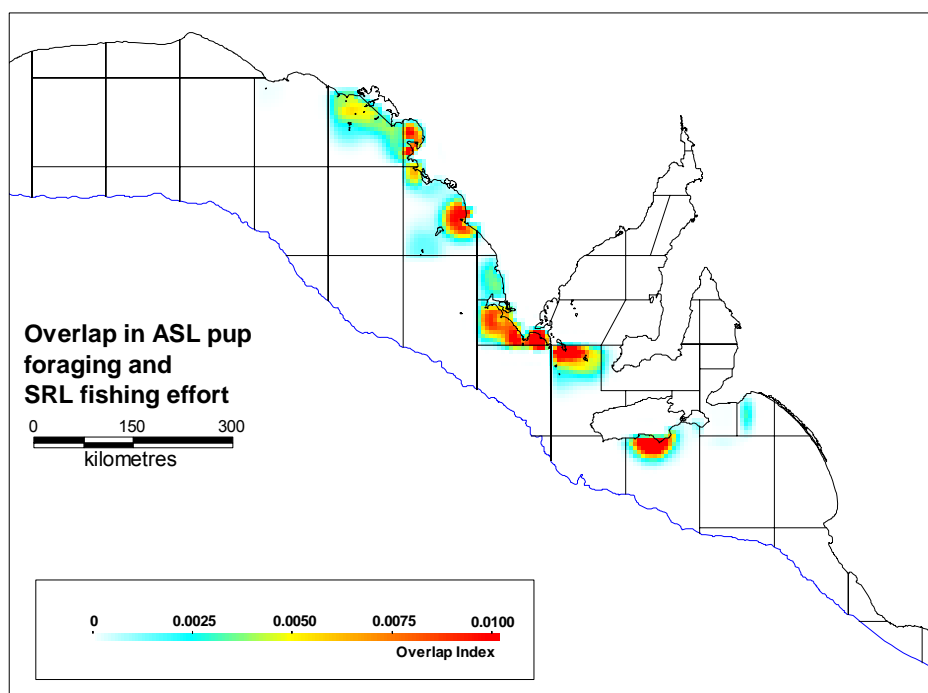 Overlap in ASL pup
foraging and
SRL fishing effort
0 150 300
kilometres
0 0.0025 0.0050 0.0075 0.0100
Overlap Index